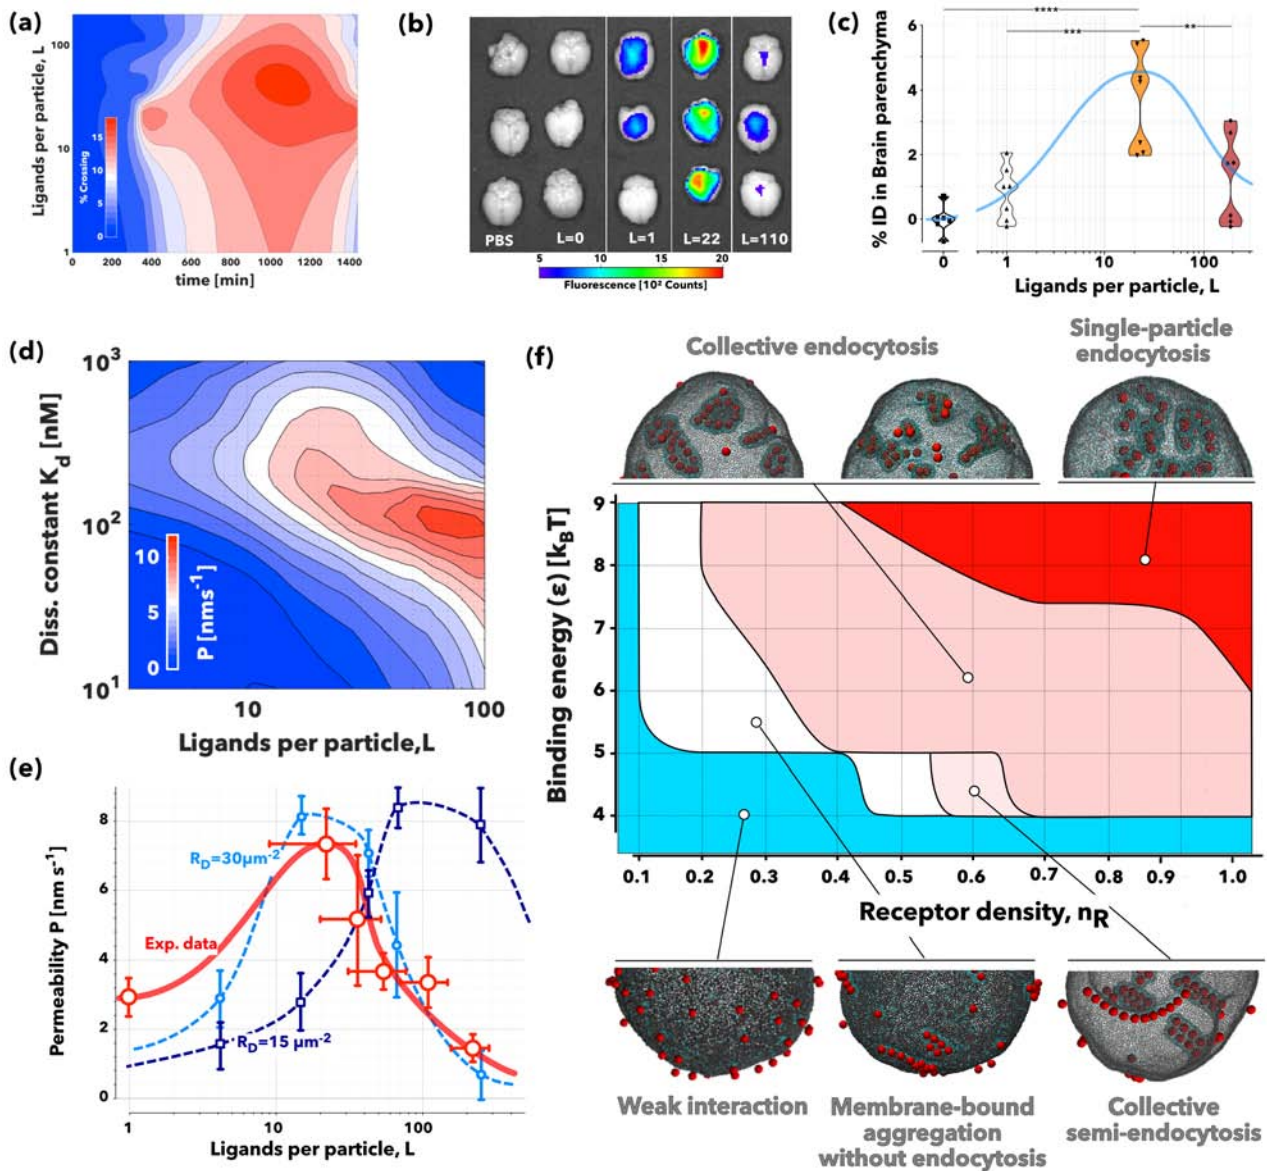 (a)
Ligands per particle, L
100
10
1
% Crossing
15
10
5
0
0 200 400 600 800 1000 1200 1400
time [min]
(b)
PBS L=0 L=1 L=22 L=110
5 10 15 20
Fluorescence [10² Counts]
(c)
% ID in Brain parenchyma
****
***
**
6
4
2
0
0 1 10 100
Ligands per particle, L
(d)
Diss. constant Kd [nM]
10³
10²
10¹
10
5
0
P [nms⁻¹]
10 100
Ligands per particle,L
(e)
Permeability P [nm s⁻¹]
8
6
4
2
0
R_D=30μm⁻²
Exp. data
R_D=15 μm⁻²
1 10 100
Ligands per particle, L
(f)
Collective endocytosis
Single-particle
endocytosis
Binding energy (ε) [kBT]
9
8
7
6
5
4
0.1 0.2 0.3 0.4 0.5 0.6 0.7 0.8 0.9 1.0
Receptor density, nR
Weak interaction
Membrane-bound
aggregation
without endocytosis
Collective
semi-endocytosis